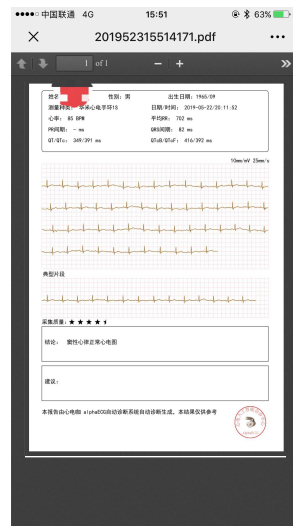 中国联通 4G 15:51 63%
201952315514171.pdf
1 of 1
姓名 性别: 男 出生日期: 1965/09
测量种类: 华米心电手环1S 日期/时间: 2019-05-22/20:11:52
心率: 85 BPM 平均RR: 702 ms
PR间期: - ms QRS间期: 82 ms
QT/QTc: 349/391 ms QTcB/QTcF: 416/392 ms
10mm/mV 25mm/s
典型片段
采集质量:
结论: 窦性心律正常心电图
建议:
本报告由心电咖 alphaECG自动诊断系统自动诊断生成, 本结果仅供参考